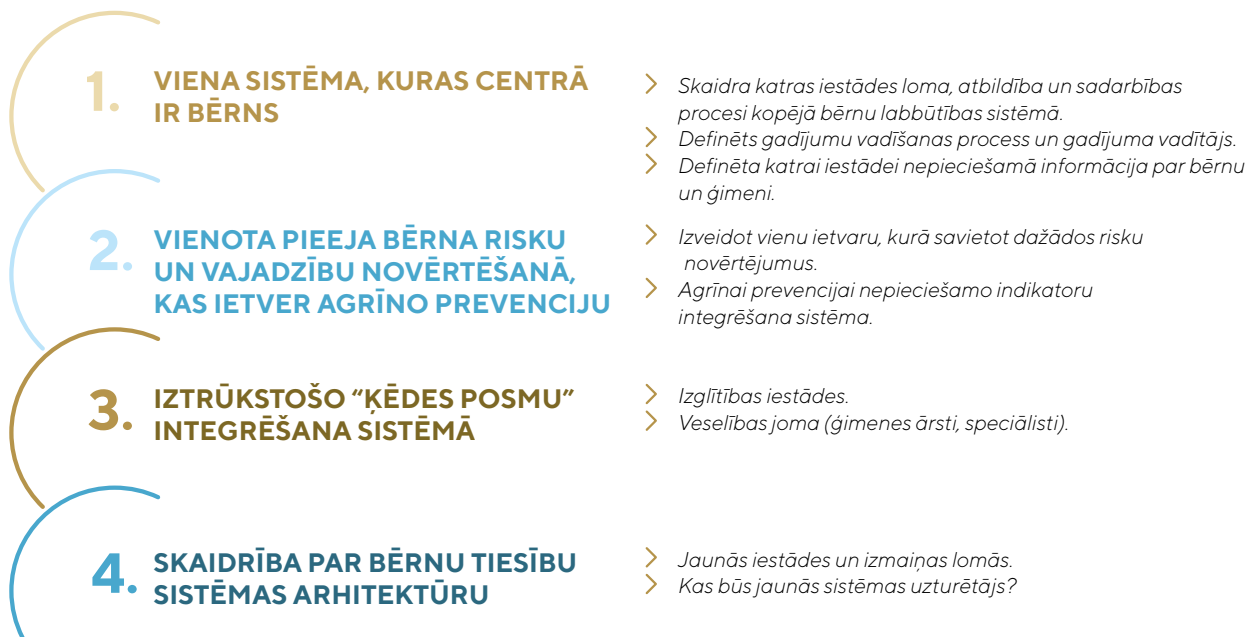 1.
VIENA SISTĒMA, KURAS CENTRĀ
IR BĒRNS
Skaidra katras iestādes loma, atbildība un sadarbības
procesi kopējā bērnu labbūtības sistēmā.
Definēts gadījumu vadīšanas process un gadījuma vadītājs.
Definēta katrai iestādei nepieciešamā informācija par bērnu
un ģimeni.
2.
VIENOTA PIEEJA BĒRNA RISKU
UN VAJADZĪBU NOVĒRTĒŠANĀ,
KAS IETVER AGRĪNO PREVENCIJU
Izveidot vienu ietvaru, kurā savietot dažādos risku
novērtējumus.
Agrīnai prevencijai nepieciešamo indikatoru
integrēšana sistēma.
3.
IZTRŪKSTOŠO “ĶĒDES POSMU”
INTEGRĒŠANA SISTĒMĀ
Izglītības iestādes.
Veselības joma (ģimenes ārsti, speciālisti).
4.
SKAIDRĪBA PAR BĒRNU TIESĪBU
SISTĒMAS ARHITEKTŪRU
Jaunās iestādes un izmaiņas lomās.
Kas būs jaunās sistēmas uzturētājs?